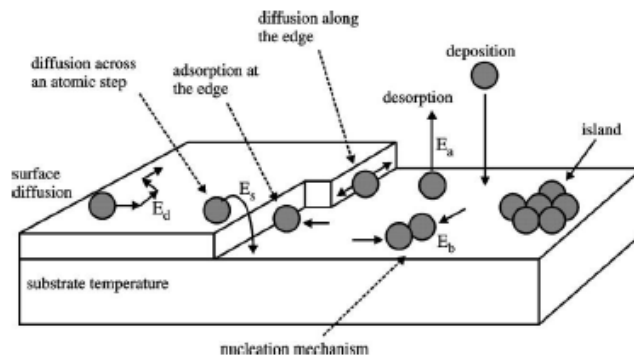 diffusion along
the edge
deposition
diffusion across
an atomic step
adsorption at
the edge
desorption
island
E_a
surface
diffusion
E_d
E_s
E_b
substrate temperature
nucleation mechanism